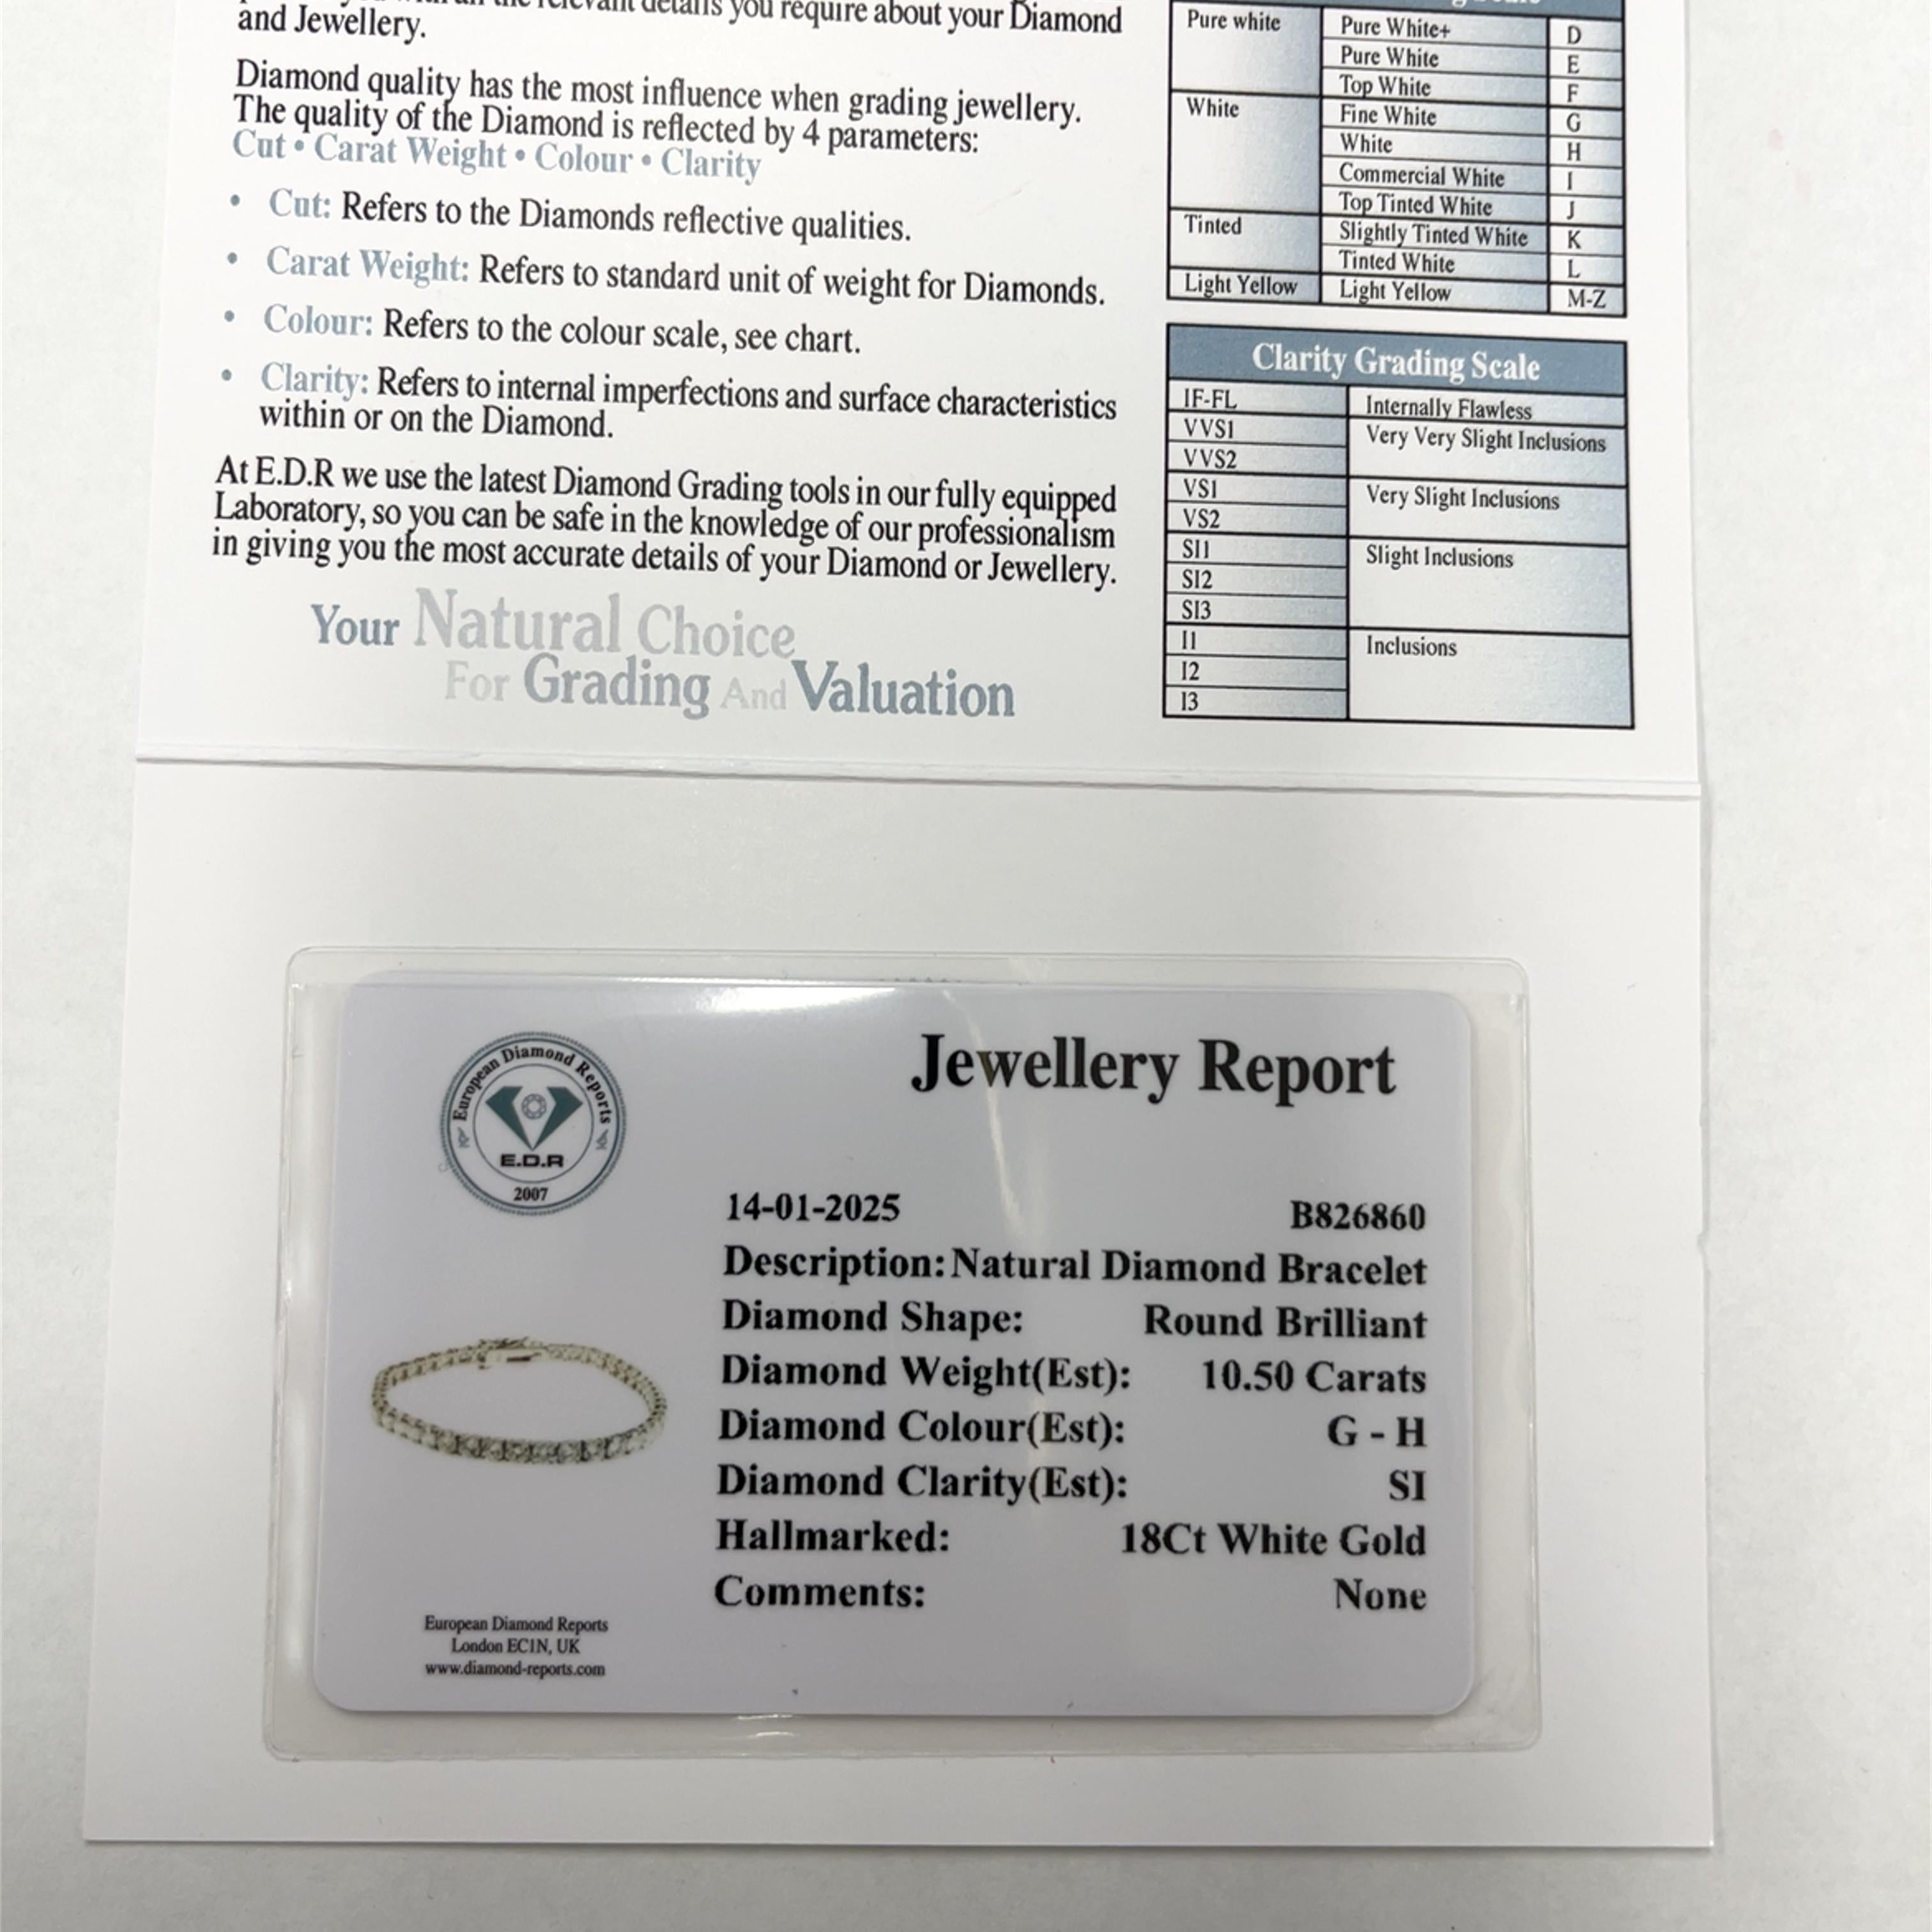 details you require about your Diamond
and Jewellery.
Diamond quality has the most influence when grading jewellery.
The quality of the Diamond is reflected by 4 parameters:
Cut • Carat Weight • Colour • Clarity
• Cut: Refers to the Diamonds reflective qualities.
• Carat Weight: Refers to standard unit of weight for Diamonds.
• Colour: Refers to the colour scale, see chart.
• Clarity: Refers to internal imperfections and surface characteristics
within or on the Diamond.
At E.D.R we use the latest Diamond Grading tools in our fully equipped
Laboratory, so you can be safe in the knowledge of our professionalism
in giving you the most accurate details of your Diamond or Jewellery.
Your Natural Choice
For Grading And Valuation
Pure white Pure White+ D
Pure White E
Top White F
White Fine White G
White H
Commercial White I
Top Tinted White J
Tinted Slightly Tinted White K
Tinted White L
Light Yellow Light Yellow M-Z
Clarity Grading Scale
IF-FL Internally Flawless
VVS1 Very Very Slight Inclusions
VVS2
VS1 Very Slight Inclusions
VS2
SI1 Slight Inclusions
SI2
SI3
I1 Inclusions
I2
I3
European Diamond Reports
E.D.R
2007
Jewellery Report
14-01-2025 B826860
Description: Natural Diamond Bracelet
Diamond Shape: Round Brilliant
Diamond Weight(Est): 10.50 Carats
Diamond Colour(Est): G - H
Diamond Clarity(Est): SI
Hallmarked: 18Ct White Gold
Comments: None
European Diamond Reports
London EC1N, UK
www.diamond-reports.com